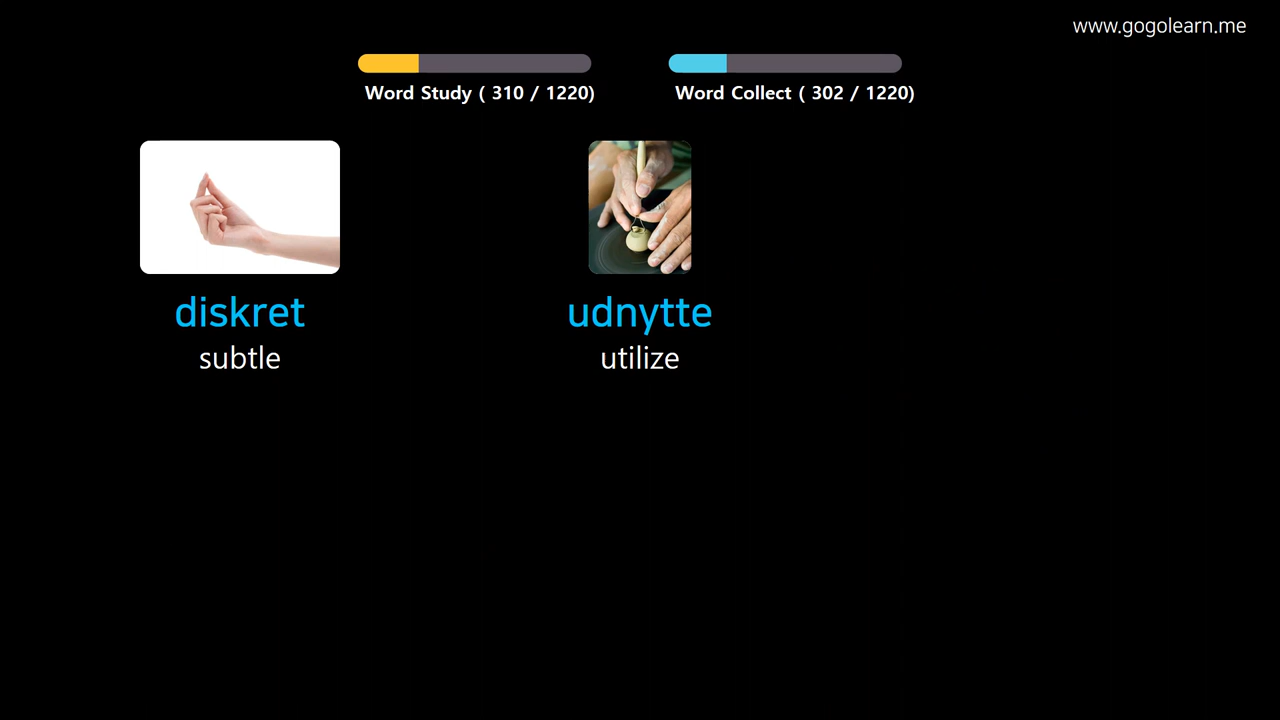 www.gogolearn.me
Word Study ( 310 / 1220)
Word Collect ( 302 / 1220)
diskret
subtle
udnytte
utilize